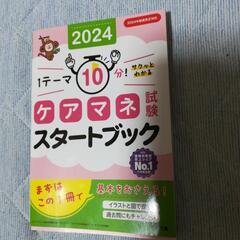 2024
1テーマ10分! サクッとわかる
ケアマネ試験
スタートブック
No.1
まずは
この1冊で
基本をおさえる!
イラストと図で
過去問にもチャレ